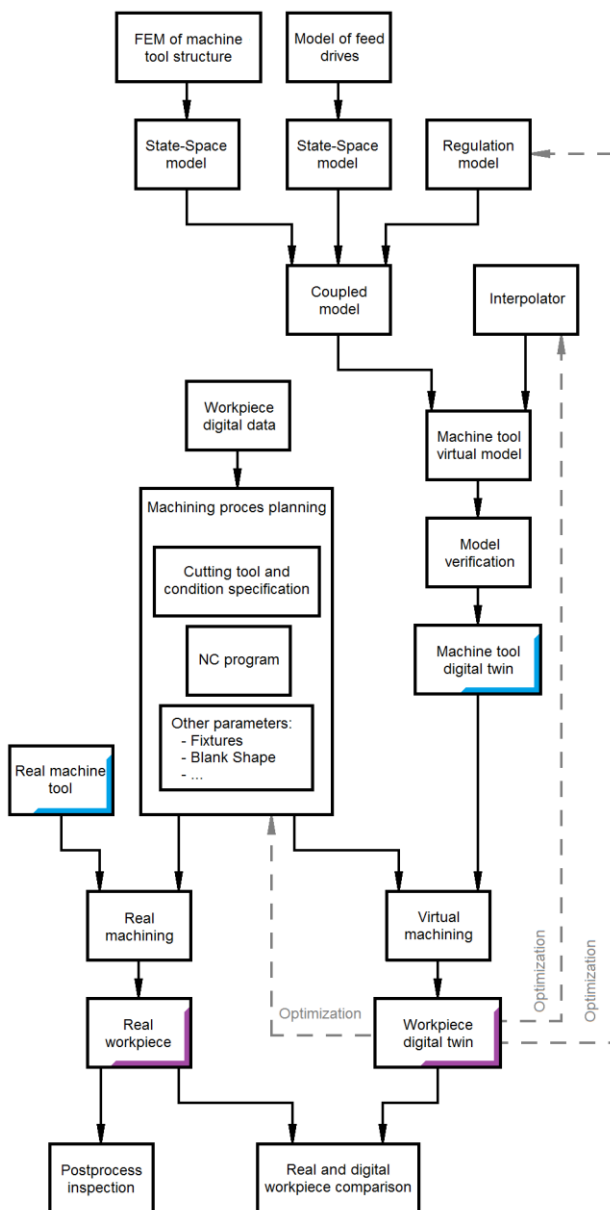 FEM of machine
tool structure
Model of feed
drives
State-Space
model
State-Space
model
Regulation
model
Coupled
model
Interpolator
Workpiece
digital data
Machine tool
virtual model
Machining proces planning
Cutting tool and
condition specification
Model
verification
NC program
Machine tool
digital twin
Other parameters:
- Fixtures
- Blank Shape
- ...
Real machine
tool
Real
machining
Virtual
machining
Optimization
Optimization
Optimization
Real
workpiece
Workpiece
digital twin
Postprocess
inspection
Real and digital
workpiece comparison